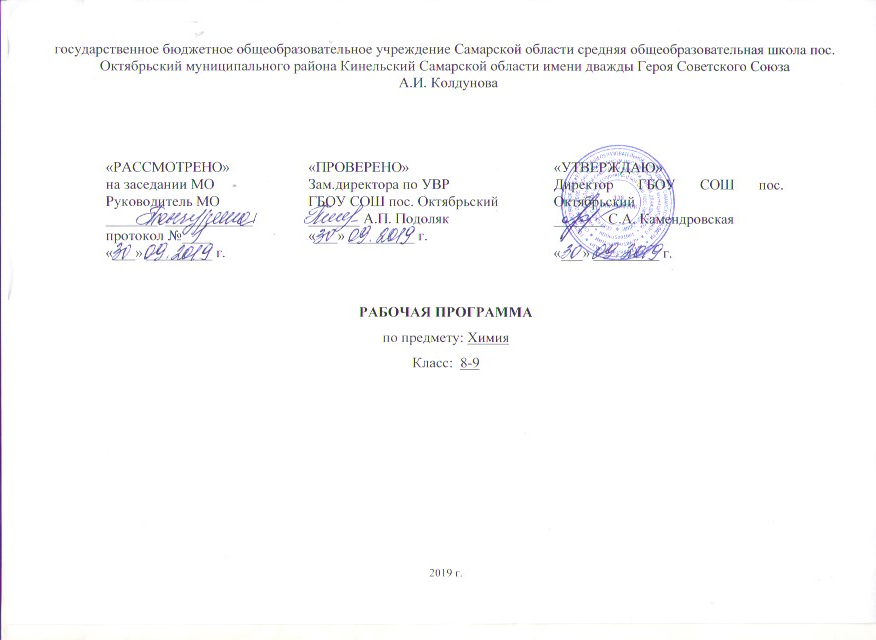 государственное бюджетное общеобразовательное учреждение Самарской области средняя общеобразовательная школа пос.
Октябрьский муниципального района Кинельский Самарской области имени дважды Героя Советского Союза
А.И. Колдунова
«РАССМОТРЕНО»
на заседании МО
Руководитель МО
протокол №
«30» 09.2019 г.
«ПРОВЕРЕНО»
Зам.директора по УВР
ГБОУ СОШ пос. Октябрьский
А.П. Подоляк
«30» 09.2019 г.
«УТВЕРЖДАЮ»
Директор ГБОУ СОШ пос.
Октябрьский
С.А. Камендровская
«30» 09.2019 г.
РАБОЧАЯ ПРОГРАММА
по предмету: Химия
Класс: 8-9
2019 г.